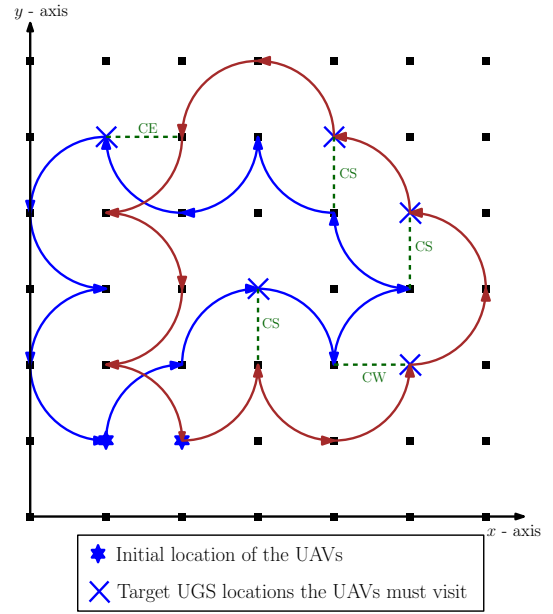 y - axis
CE
CS
CS
CS
CW
x - axis
Initial location of the UAVs
Target UGS locations the UAVs must visit